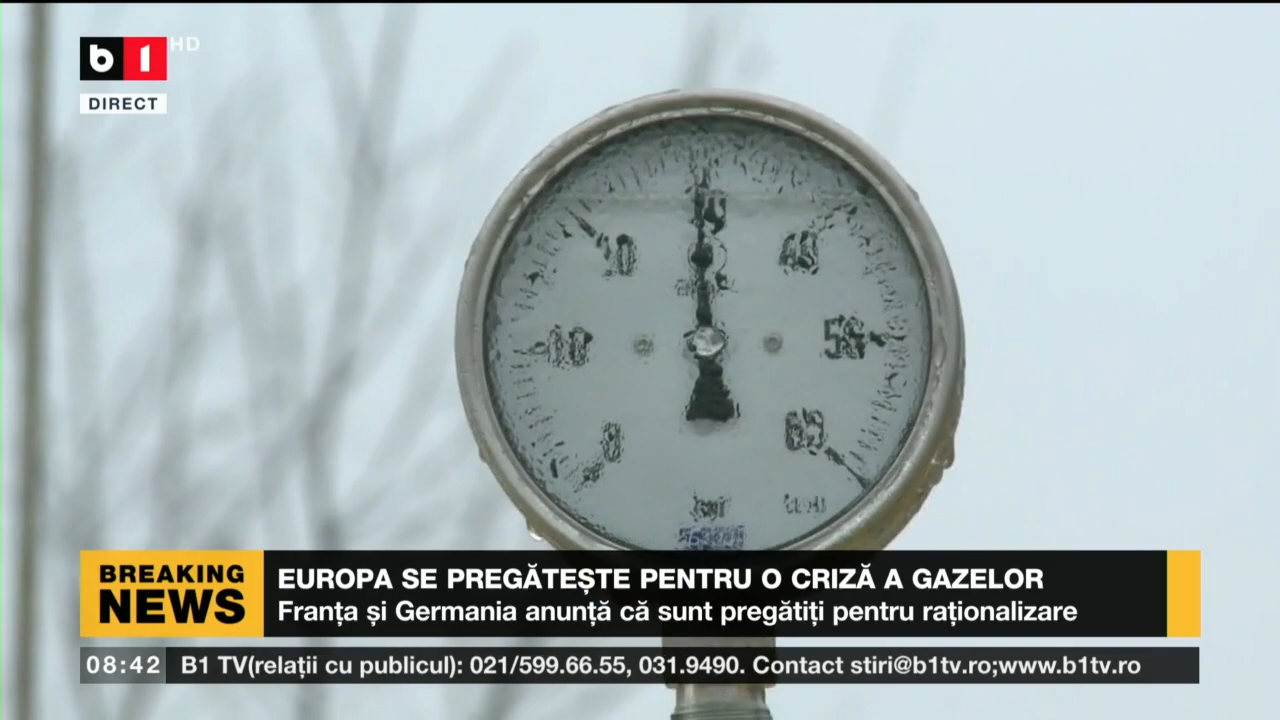 b1 HD
DIRECT
BREAKING
NEWS
EUROPA SE PREGĂTEȘTE PENTRU O CRIZĂ A GAZELOR
Franța și Germania anunță că sunt pregătiți pentru raționalizare
08:42 B1 TV(relații cu publicul): 021/599.66.55, 031.9490. Contact stiri@b1tv.ro;www.b1tv.ro